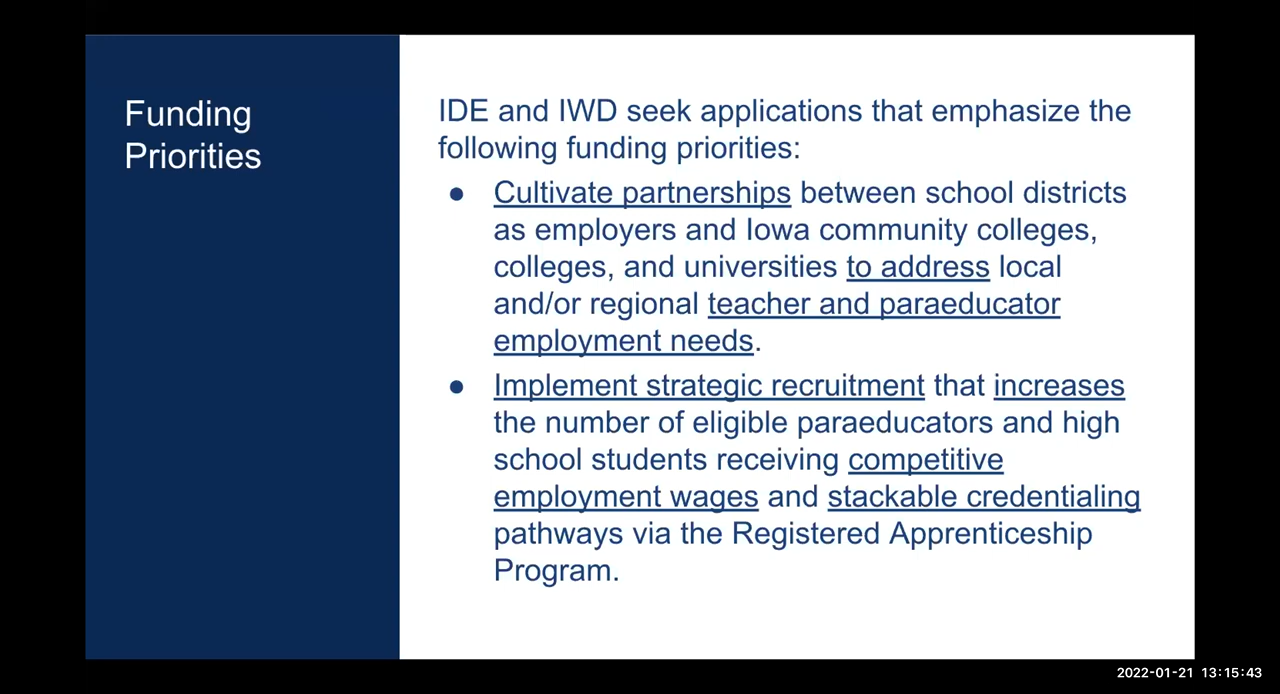 Funding
Priorities
IDE and IWD seek applications that emphasize the
following funding priorities:
● Cultivate partnerships between school districts
as employers and Iowa community colleges,
colleges, and universities to address local
and/or regional teacher and paraeducator
employment needs.
● Implement strategic recruitment that increases
the number of eligible paraeducators and high
school students receiving competitive
employment wages and stackable credentialing
pathways via the Registered Apprenticeship
Program.
2022-01-21 13:15:43